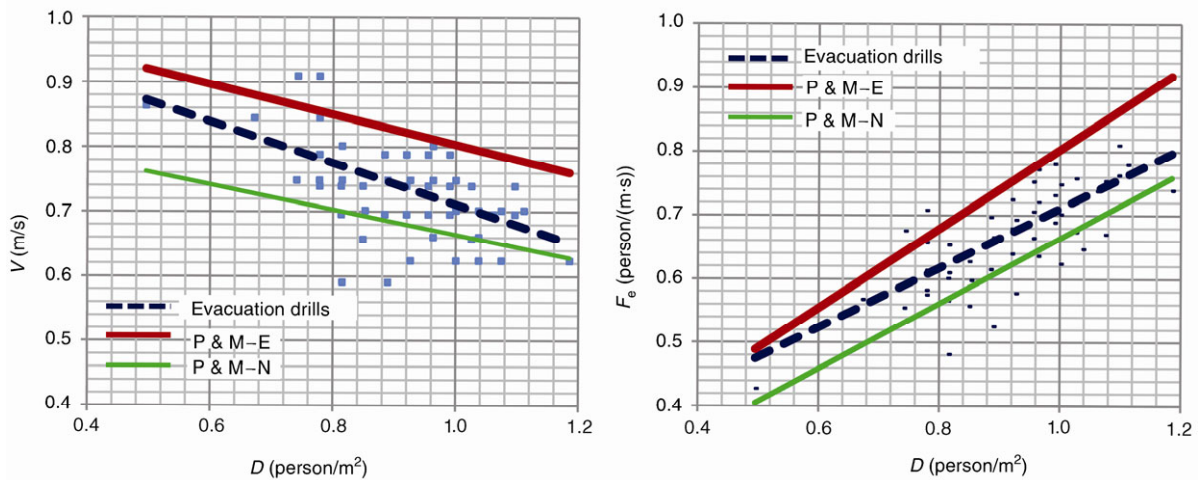 1.0
0.9
0.8
0.7
0.6
0.5
0.4
V (m/s)
Evacuation drills
P & M–E
P & M–N
0.4 0.6 0.8 1.0 1.2
D (person/m²)
1.0
0.9
0.8
0.7
0.6
0.5
0.4
Fₑ (person/(m·s))
Evacuation drills
P & M–E
P & M–N
0.4 0.6 0.8 1.0 1.2
D (person/m²)